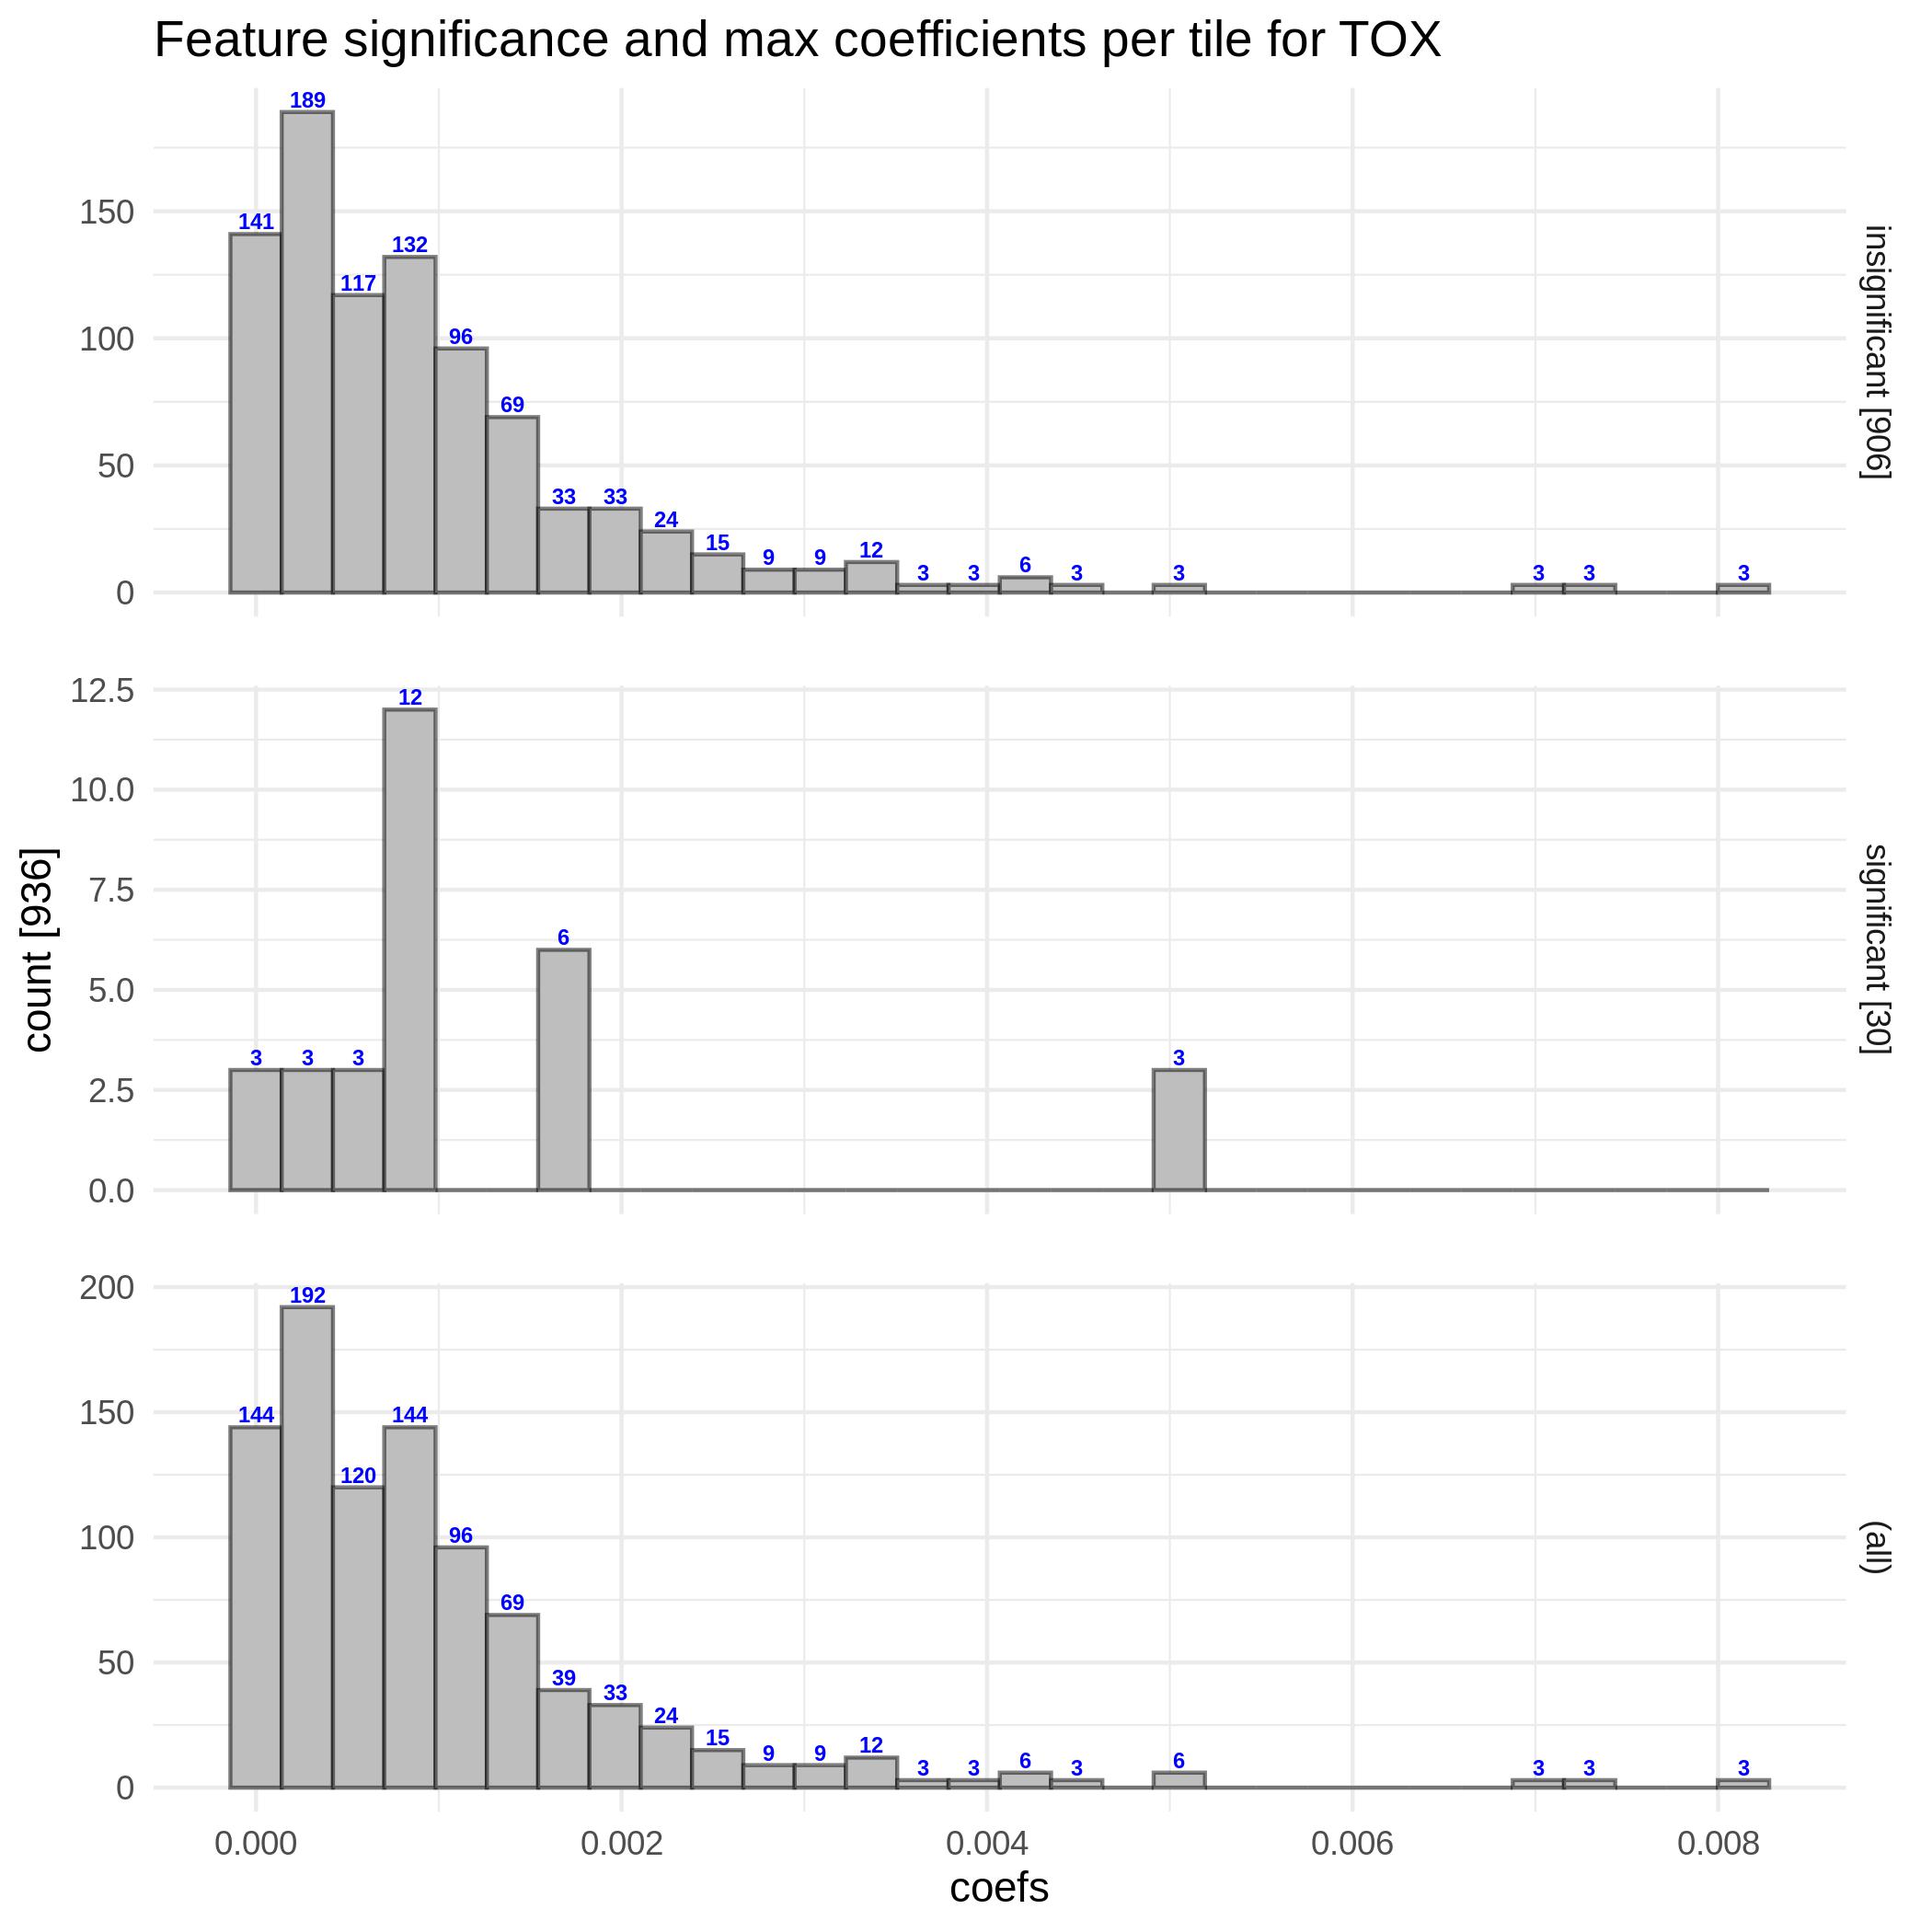 Feature significance and max coefficients per tile for TOX
189
141
132
117
96
69
33 33
24
15
9 9 12
3 3 6 3 3 3 3 3
150
100
50
0
insignificant [906]
12.5
10.0
7.5
5.0
2.5
0.0
12
6
3 3 3 3
significant [30]
count [936]
200
150
100
50
0
192
144 144
120
96
69
39
33
24
15
9 9 12
3 3 6 3 6 3 3 3
(all)
0.000 0.002 0.004 0.006 0.008
coefs